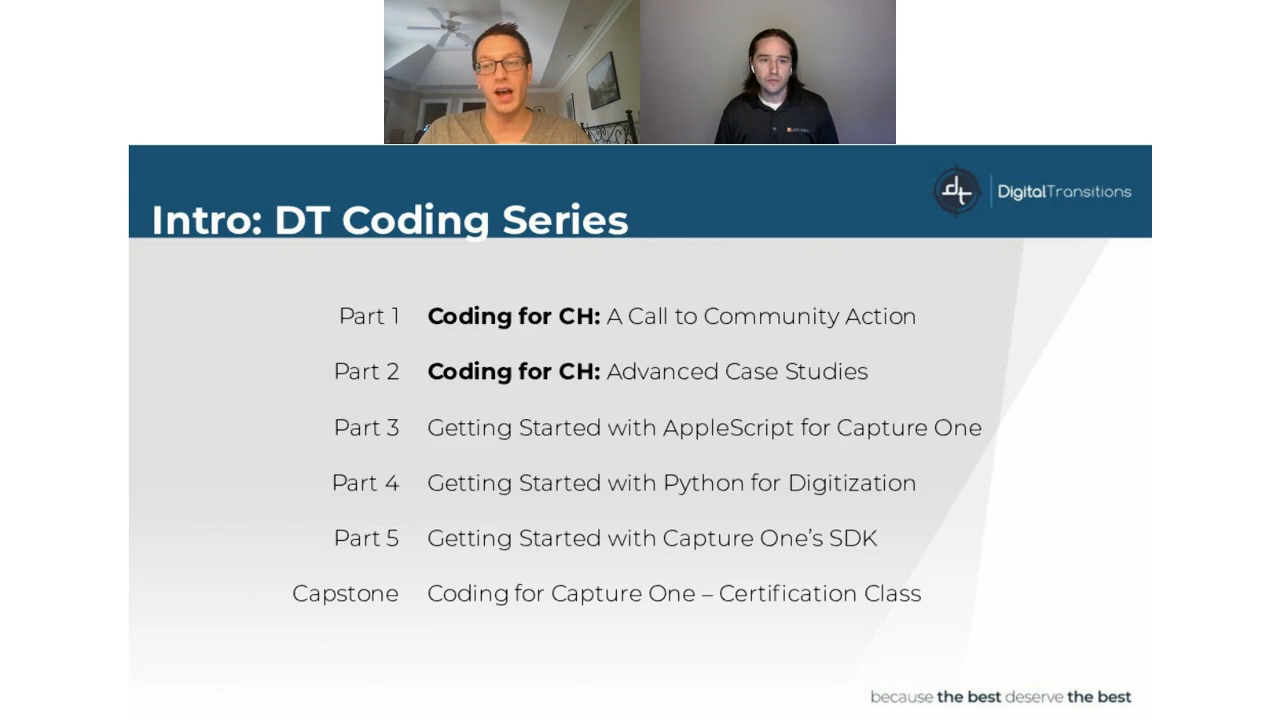 dt DigitalTransitions
Intro: DT Coding Series
Part 1 Coding for CH: A Call to Community Action
Part 2 Coding for CH: Advanced Case Studies
Part 3 Getting Started with AppleScript for Capture One
Part 4 Getting Started with Python for Digitization
Part 5 Getting Started with Capture One’s SDK
Capstone Coding for Capture One – Certification Class
because the best deserve the best